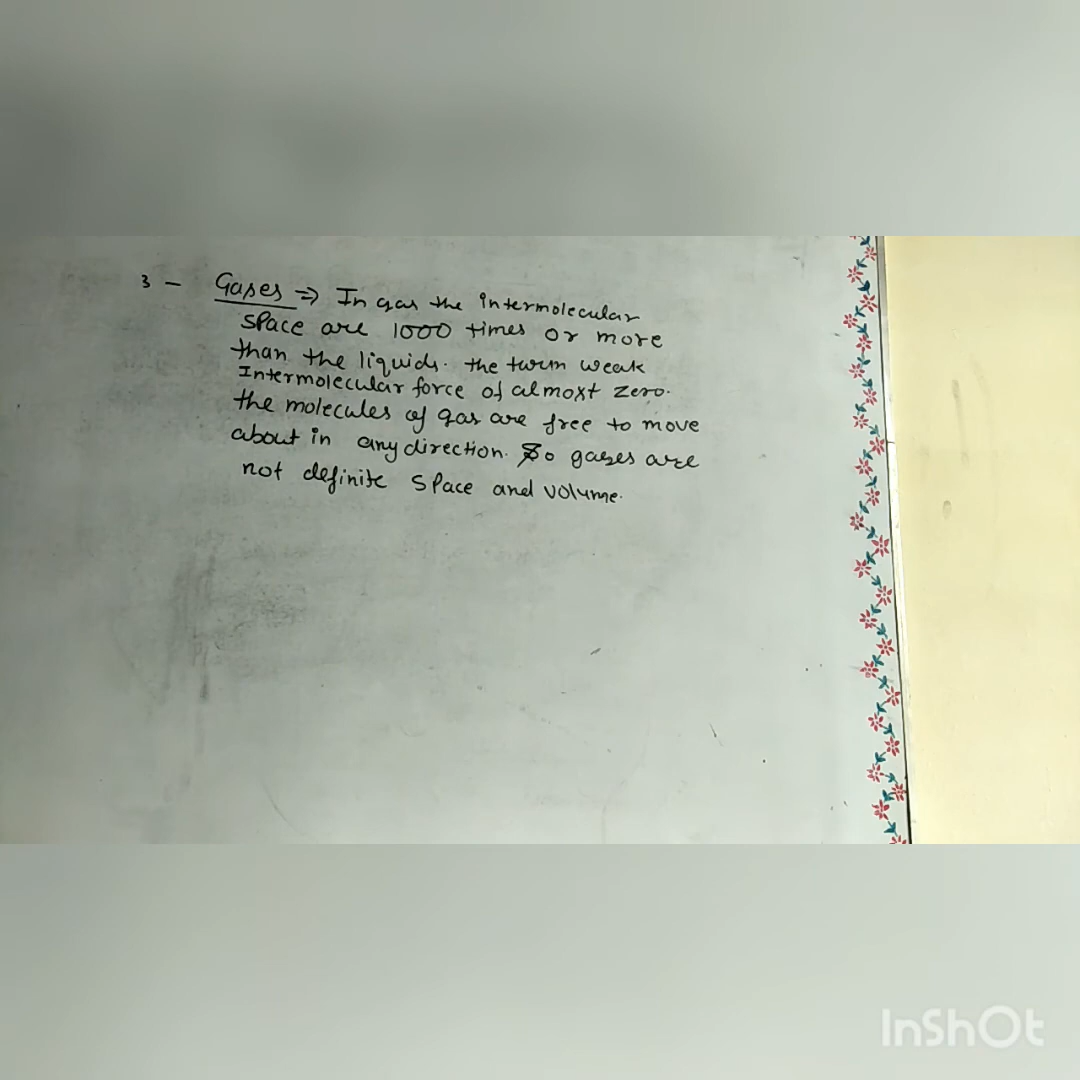 3 - Gases ⇒ In gas the intermolecular
space are 1000 times or more
than the liquids. the turm weak
Intermolecular force of almost zero.
the molecules of gas are free to move
about in any direction. So gases are
not definite space and volume.
InShOt